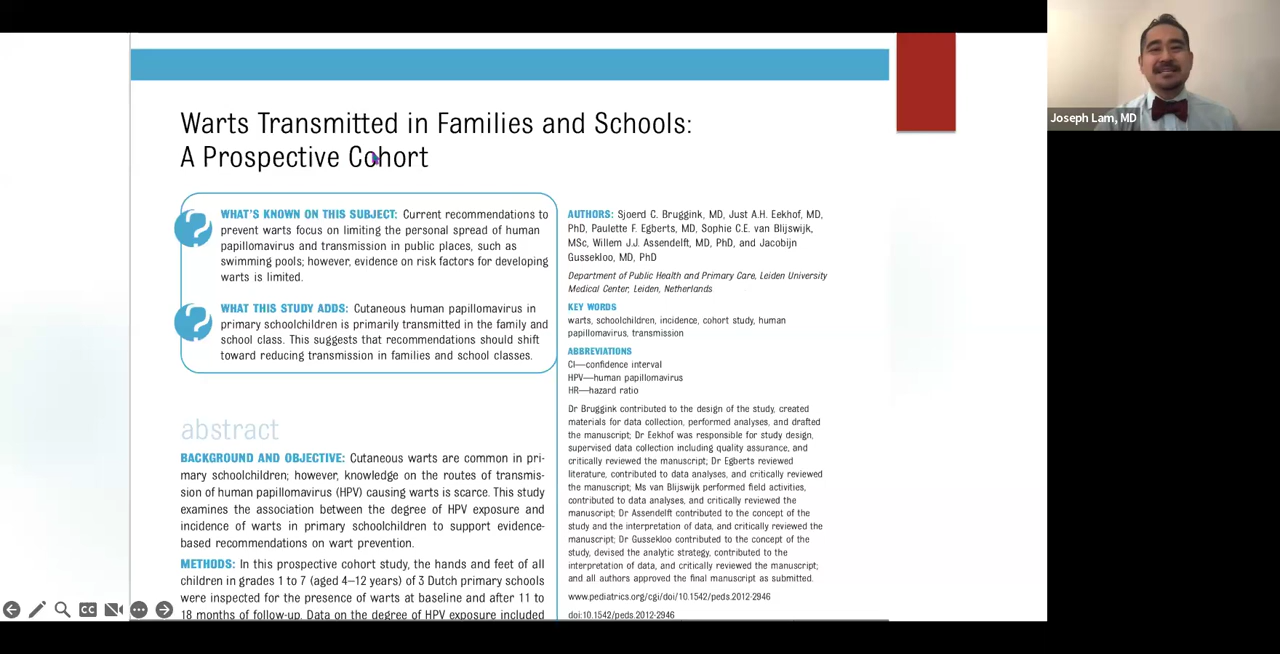 Warts Transmitted in Families and Schools:
A Prospective Cohort
WHAT'S KNOWN ON THIS SUBJECT: Current recommendations to
prevent warts focus on limiting the personal spread of human
papillomavirus and transmission in public places, such as
swimming pools; however, evidence on risk factors for developing
warts is limited.
WHAT THIS STUDY ADDS: Cutaneous human papillomavirus in
primary schoolchildren is primarily transmitted in the family and
school class. This suggests that recommendations should shift
toward reducing transmission in families and school classes.
abstract
BACKGROUND AND OBJECTIVE: Cutaneous warts are common in pri-
mary schoolchildren; however, knowledge on the routes of transmis-
sion of human papillomavirus (HPV) causing warts is scarce. This study
examines the association between the degree of HPV exposure and
incidence of warts in primary schoolchildren to support evidence-
based recommendations on wart prevention.
METHODS: In this prospective cohort study, the hands and feet of all
children in grades 1 to 7 (aged 4–12 years) of 3 Dutch primary schools
were inspected for the presence of warts at baseline and after 11 to
18 months of follow-up. Data on the degree of HPV exposure included
AUTHORS: Sjoerd C. Bruggink, MD, Just A.H. Eekhof, MD,
PhD, Paulette F. Egberts, MD, Sophie C.E. van Blijswijk,
MSc, Willem J.J. Assendelft, MD, PhD, and Jacobijn
Gussekloo, MD, PhD
Department of Public Health and Primary Care, Leiden University
Medical Center, Leiden, Netherlands
KEY WORDS
warts, schoolchildren, incidence, cohort study, human
papillomavirus, transmission
ABBREVIATIONS
CI—confidence interval
HPV—human papillomavirus
HR—hazard ratio
Dr Bruggink contributed to the design of the study, created
materials for data collection, performed analyses, and drafted
the manuscript; Dr Eekhof was responsible for study design,
supervised data collection including quality assurance, and
critically reviewed the manuscript; Dr Egberts reviewed
literature, contributed to data analyses, and critically reviewed
the manuscript; Ms van Blijswijk performed field activities,
contributed to data analyses, and critically reviewed the
manuscript; Dr Assendelft contributed to the concept of the
study and the interpretation of data, and critically reviewed the
manuscript; Dr Gussekloo contributed to the concept of the
study, devised the analytic strategy, contributed to the
interpretation of data, and critically reviewed the manuscript;
and all authors approved the final manuscript as submitted.
www.pediatrics.org/cgi/doi/10.1542/peds.2012-2946
doi:10.1542/peds.2012-2946
Joseph Lam, MD
CC